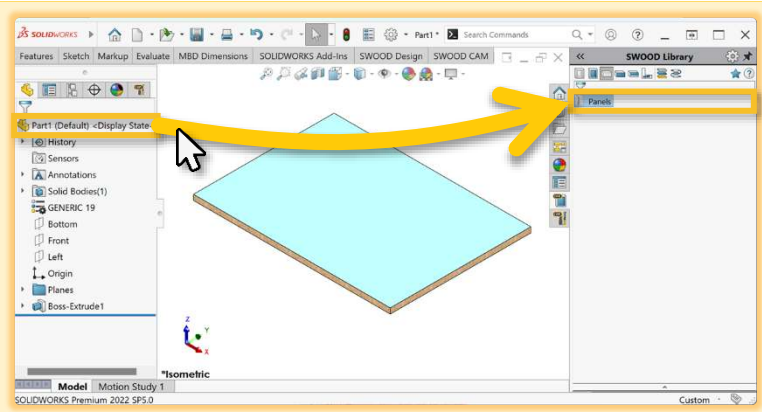 SOLIDWORKS
Part1 *
Search Commands
Features Sketch Markup Evaluate MBD Dimensions SOLIDWORKS Add-Ins SWOOD Design SWOOD CAM
SWOOD Library
Panels
Part1 (Default) <Display State
History
Sensors
Annotations
Solid Bodies(1)
GENERIC 19
Bottom
Front
Left
Origin
Planes
Boss-Extrude1
Z
Y
X
*Isometric
Model Motion Study 1
SOLIDWORKS Premium 2022 SP5.0
Custom